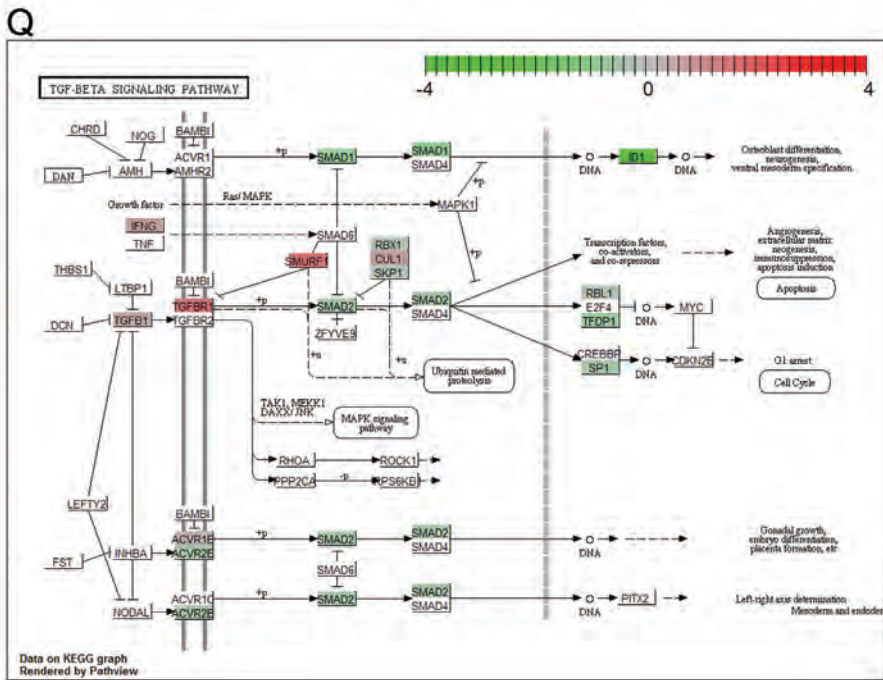 Q
-4
0
4
TGF-BETA SIGNALING PATHWAY
CHRD
NOG
BAMBI
DAN
AMH
ACVR1
AMHR2
+p
SMAD1
SMAD1
SMAD4
ID1
DNA
DNA
Osteoblast differentiation,
neurogenesis,
ventral mesoderm specification
Growth factor
Ras/MAPK
MAPK1
+p
+p
IFNG
TNF
SMAD6
SMURF1
RBX1
CUL1
SKP1
Transcription factors,
co-activators,
and co-repressors
Angiogenesis,
extracellular matrix
neogenesis,
immunosuppression,
apoptosis induction
Apoptosis
THBS1
LTBP1
DCN
TGFB1
BAMBI
TGFBR1
TGFBR2
+p
SMAD2
ZFYVE9
SMAD2
SMAD4
RBL1
E2F4
TFDP1
DNA
MYC
CREBBP
SP1
DNA
CDKN2B
G1 arrest
Cell Cycle
+u
+u
Ubiquitin mediated
proteolysis
TAK1, MEKK1
DAXX/JNK
MAPK signaling
pathway
RHOA
ROCK1
PPP2CA
-p
RPS6KB
LEFTY2
FST
INHBA
BAMBI
ACVR1B
ACVR2B
+p
SMAD2
SMAD2
SMAD4
DNA
Gonadal growth,
embryo differentiation,
placenta formation, etc
SMAD6
NODAL
ACVR1C
ACVR2B
+p
SMAD2
SMAD2
SMAD4
DNA
PITX2
Left-right axis determination
Mesoderm and endoder
Data on KEGG graph
Rendered by Pathview